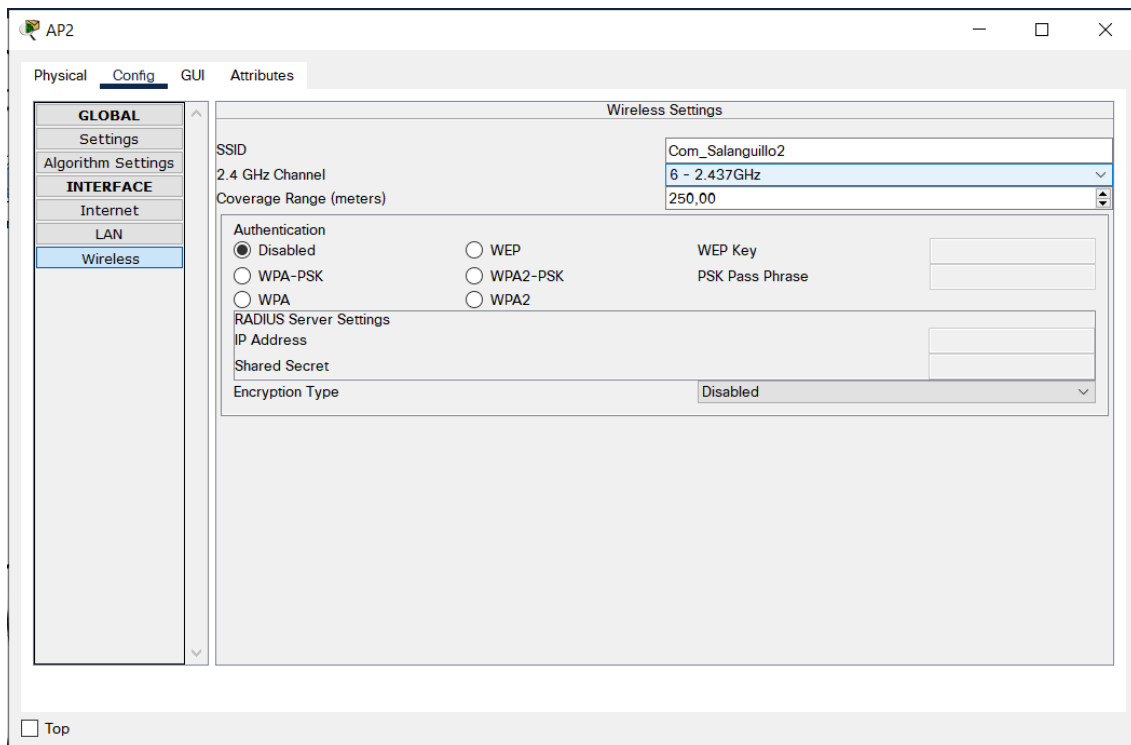 AP2
Physical Config GUI Attributes
GLOBAL
Settings
Algorithm Settings
INTERFACE
Internet
LAN
Wireless
Wireless Settings
SSID Com_Salanguillo2
2.4 GHz Channel 6 - 2.437GHz
Coverage Range (meters) 250,00
Authentication
Disabled WEP WEP Key
WPA-PSK WPA2-PSK PSK Pass Phrase
WPA WPA2
RADIUS Server Settings
IP Address
Shared Secret
Encryption Type Disabled
Top